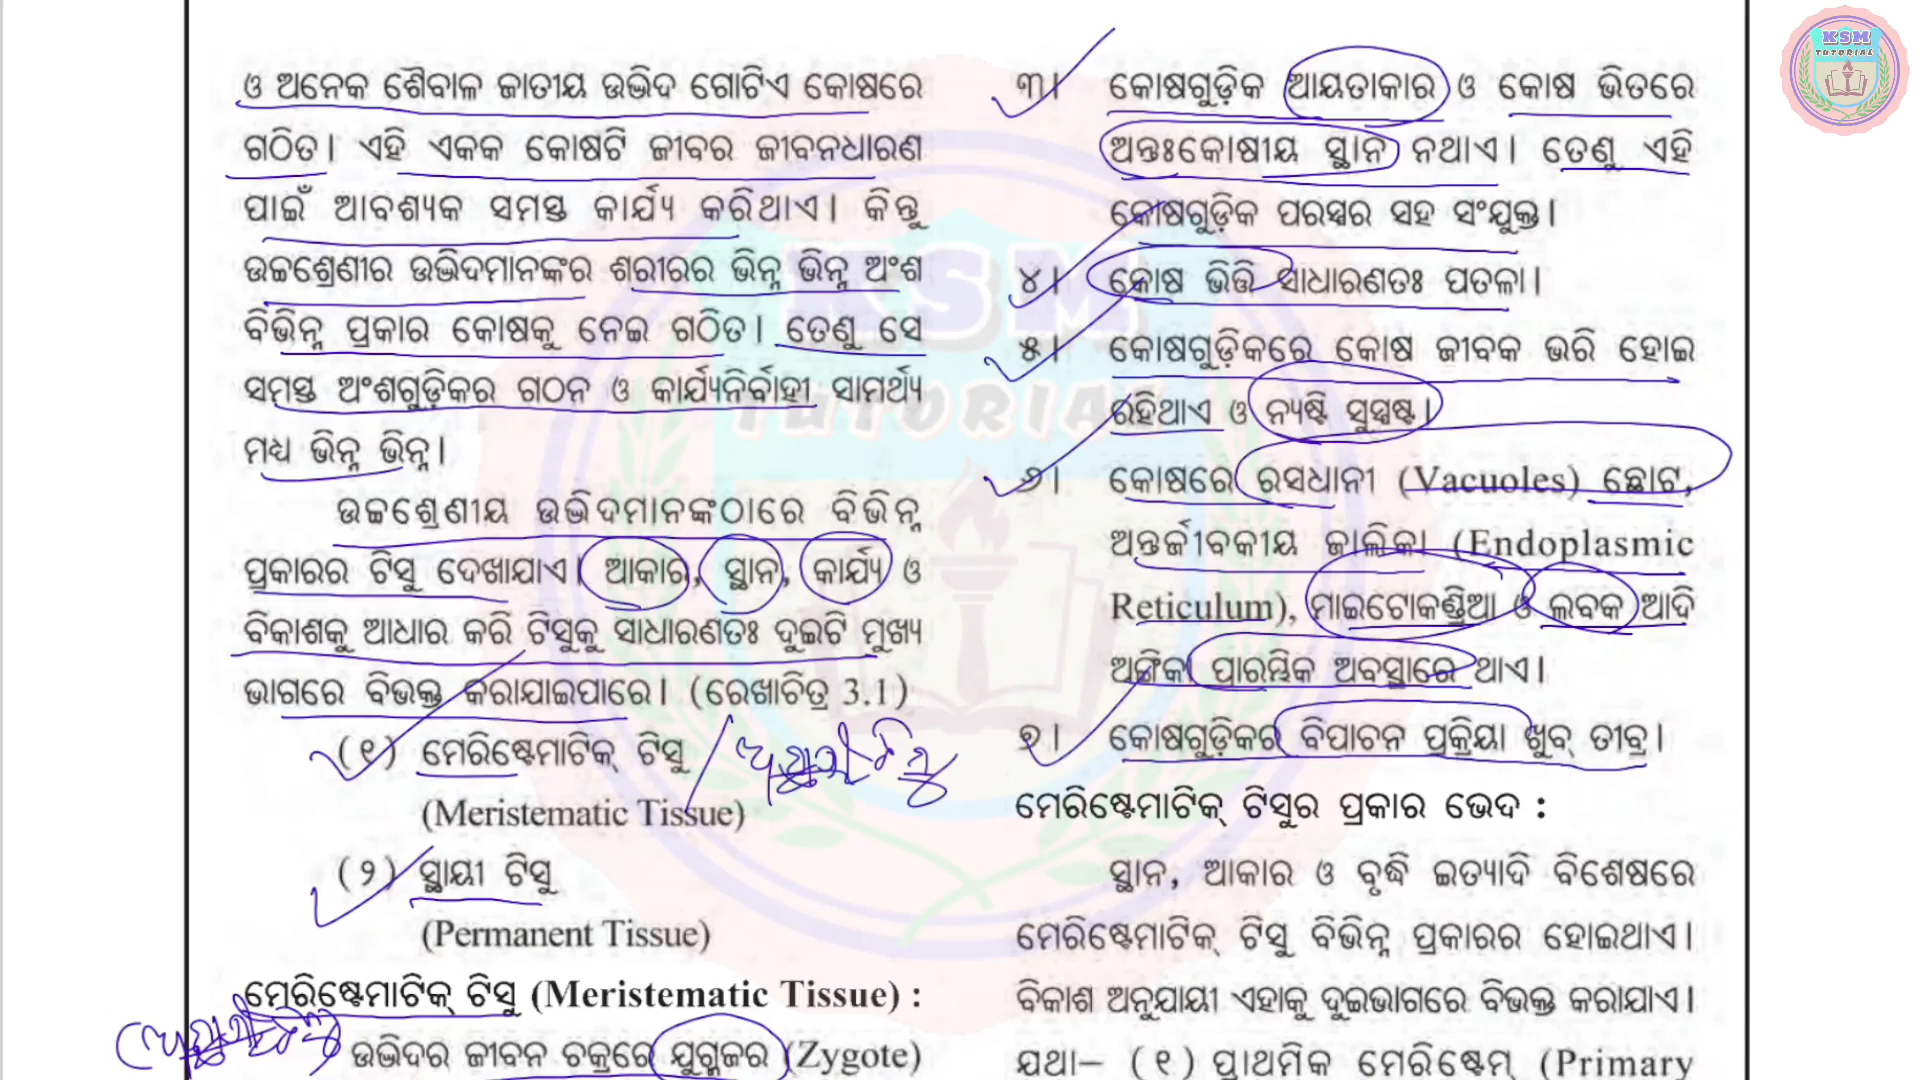 ଓ ଅନେକ ଶୈବାଳ ଜାତୀୟ ଉଦ୍ଭିଦ ଗୋଟିଏ କୋଷରେ
ଗଠିତ। ଏହି ଏକକ କୋଷଟି ଜୀବର ଜୀବନଧାରଣ
ପାଇଁ ଆବଶ୍ୟକ ସମସ୍ତ କାର୍ଯ୍ୟ କରିଥାଏ। କିନ୍ତୁ
ଉଚ୍ଚଶ୍ରେଣୀର ଉଦ୍ଭିଦମାନଙ୍କର ଶରୀରର ଭିନ୍ନ ଭିନ୍ନ ଅଂଶ
ବିଭିନ୍ନ ପ୍ରକାର କୋଷକୁ ନେଇ ଗଠିତ। ତେଣୁ ସେ
ସମସ୍ତ ଅଂଶଗୁଡ଼ିକର ଗଠନ ଓ କାର୍ଯ୍ୟନିର୍ବାହୀ ସାମର୍ଥ୍ୟ
ମଧ୍ୟ ଭିନ୍ନ ଭିନ୍ନ।
ଉଚ୍ଚଶ୍ରେଣୀୟ ଉଦ୍ଭିଦମାନଙ୍କଠାରେ ବିଭିନ୍ନ
ପ୍ରକାରର ଟିସୁ ଦେଖାଯାଏ। ଆକାର, ସ୍ଥାନ, କାର୍ଯ୍ୟ ଓ
ବିକାଶକୁ ଆଧାର କରି ଟିସୁକୁ ସାଧାରଣତଃ ଦୁଇଟି ମୁଖ୍ୟ
ଭାଗରେ ବିଭକ୍ତ କରାଯାଇପାରେ। (ରେଖାଚିତ୍ର 3.1)
(୧) ମେରିଷ୍ଟେମାଟିକ୍ ଟିସୁ
(Meristematic Tissue)
(୨) ସ୍ଥାୟୀ ଟିସୁ
(Permanent Tissue)
ମେରିଷ୍ଟେମାଟିକ୍ ଟିସୁ (Meristematic Tissue) :
ଉଦ୍ଭିଦର ଜୀବନ ଚକ୍ରରେ ଯୁଗ୍ମଜର (Zygote)
୩। କୋଷଗୁଡ଼ିକ ଆୟତାକାର ଓ କୋଷ ଭିତରେ
ଅନ୍ତଃକୋଷୀୟ ସ୍ଥାନ ନଥାଏ। ତେଣୁ ଏହି
କୋଷଗୁଡ଼ିକ ପରସ୍ପର ସହ ସଂଯୁକ୍ତ।
୪। କୋଷ ଭିତ୍ତି ସାଧାରଣତଃ ପତଳା।
୫। କୋଷଗୁଡ଼ିକରେ କୋଷ ଜୀବକ ଭରି ହୋଇ
ରହିଥାଏ ଓ ନ୍ୟଷ୍ଟି ସୁସ୍ପଷ୍ଟ।
୬। କୋଷରେ ରସଧାନୀ (Vacuoles) ଛୋଟ,
ଅନ୍ତର୍ଜୀବକୀୟ ଜାଲିକା (Endoplasmic
Reticulum), ମାଇଟୋକଣ୍ଡ୍ରିଆ ଓ ଲବକ ଆଦି
ଅଙ୍ଗିକା ପ୍ରାରମ୍ଭିକ ଅବସ୍ଥାରେ ଥାଏ।
୭। କୋଷଗୁଡ଼ିକର ବିପାଚନ ପ୍ରକ୍ରିୟା ଖୁବ୍ ତୀବ୍ର।
ମେରିଷ୍ଟେମାଟିକ୍ ଟିସୁର ପ୍ରକାର ଭେଦ :
ସ୍ଥାନ, ଆକାର ଓ ବୃଦ୍ଧି ଇତ୍ୟାଦି ବିଶେଷରେ
ମେରିଷ୍ଟେମାଟିକ୍ ଟିସୁ ବିଭିନ୍ନ ପ୍ରକାରର ହୋଇଥାଏ।
ବିକାଶ ଅନୁଯାୟୀ ଏହାକୁ ଦୁଇଭାଗରେ ବିଭକ୍ତ କରାଯାଏ।
ଯଥା– (୧) ପ୍ରାଥମିକ ମେରିଷ୍ଟେମ୍ (Primary
KSM
TUTORIAL
KSM
TUTORIAL